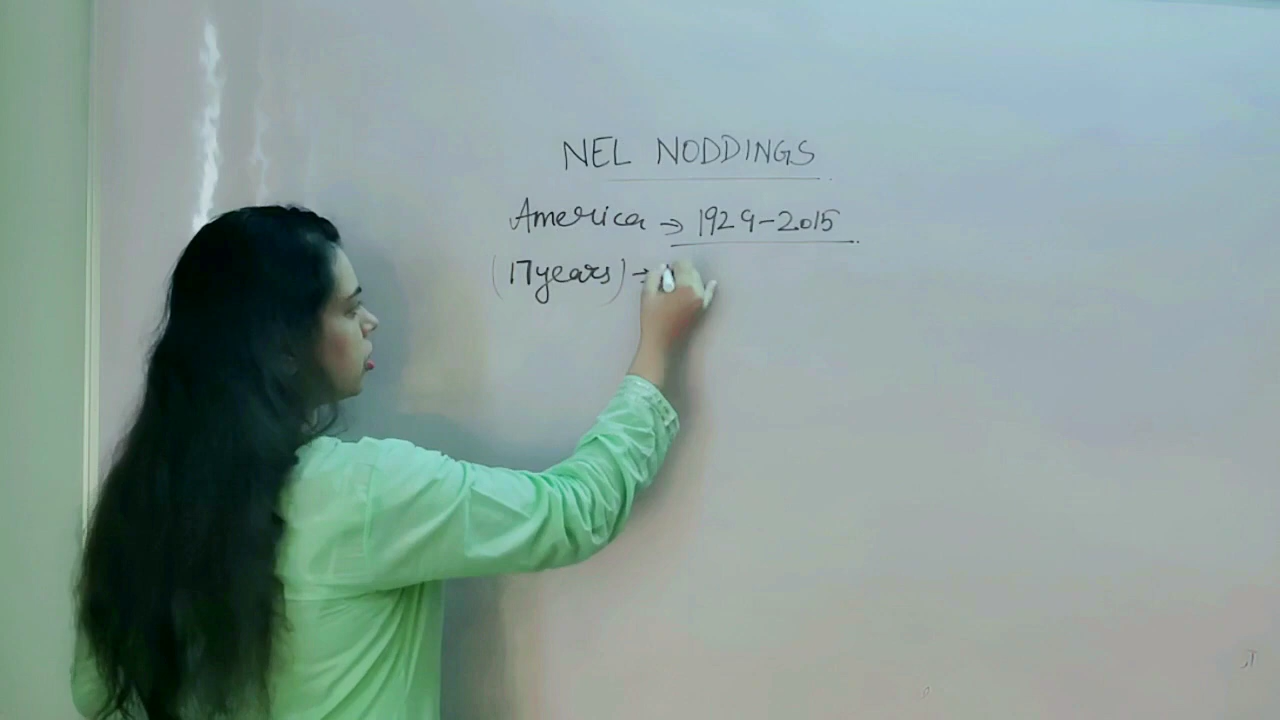 NEL NODDINGS
America → 1929-2015
(17years) →